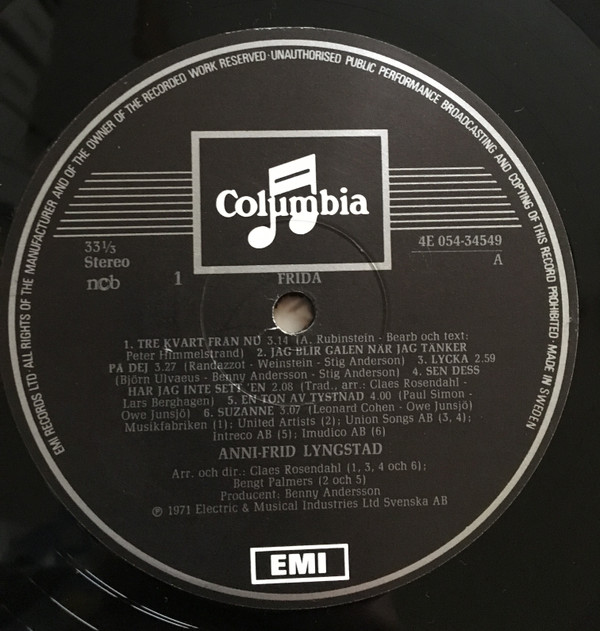 EMI RECORDS LTD · ALL RIGHTS OF THE MANUFACTURER AND OF THE OWNER OF THE RECORDED WORK RESERVED · UNAUTHORISED PUBLIC PERFORMANCE BROADCASTING AND COPYING OF THIS RECORD PROHIBITED · MADE IN SWEDEN
Columbia
33⅓
Stereo
ncb
1
4E 054-34549
A
FRIDA
1. TRE KVART FRÅN NU 3.14 (A. Rubinstein - Bearb och text:
Peter Himmelstrand) 2. JAG BLIR GALEN NÄR JAG TÄNKER
PÅ DEJ 3.27 (Randazzot - Weinstein - Stig Anderson) 3. LYCKA 2.59
(Björn Ulvaeus - Benny Andersson - Stig Anderson) 4. SEN DESS
HAR JAG INTE SETT 'EN 2.08 (Trad., arr.: Claes Rosendahl -
Lars Berghagen) 5. EN TON AV TYSTNAD 4.00 (Paul Simon -
Owe Junsjö) 6. SUZANNE 3.07 (Leonard Cohen - Owe Junsjö)
Musikfabriken (1); United Artists (2); Union Songs AB (3, 4);
Intreco AB (5); Imudico AB (6)
ANNI-FRID LYNGSTAD
Arr. och dir.: Claes Rosendahl (1, 3, 4 och 6);
Bengt Palmers (2 och 5)
Producent: Benny Andersson
℗ 1971 Electric & Musical Industries Ltd Svenska AB
EMI